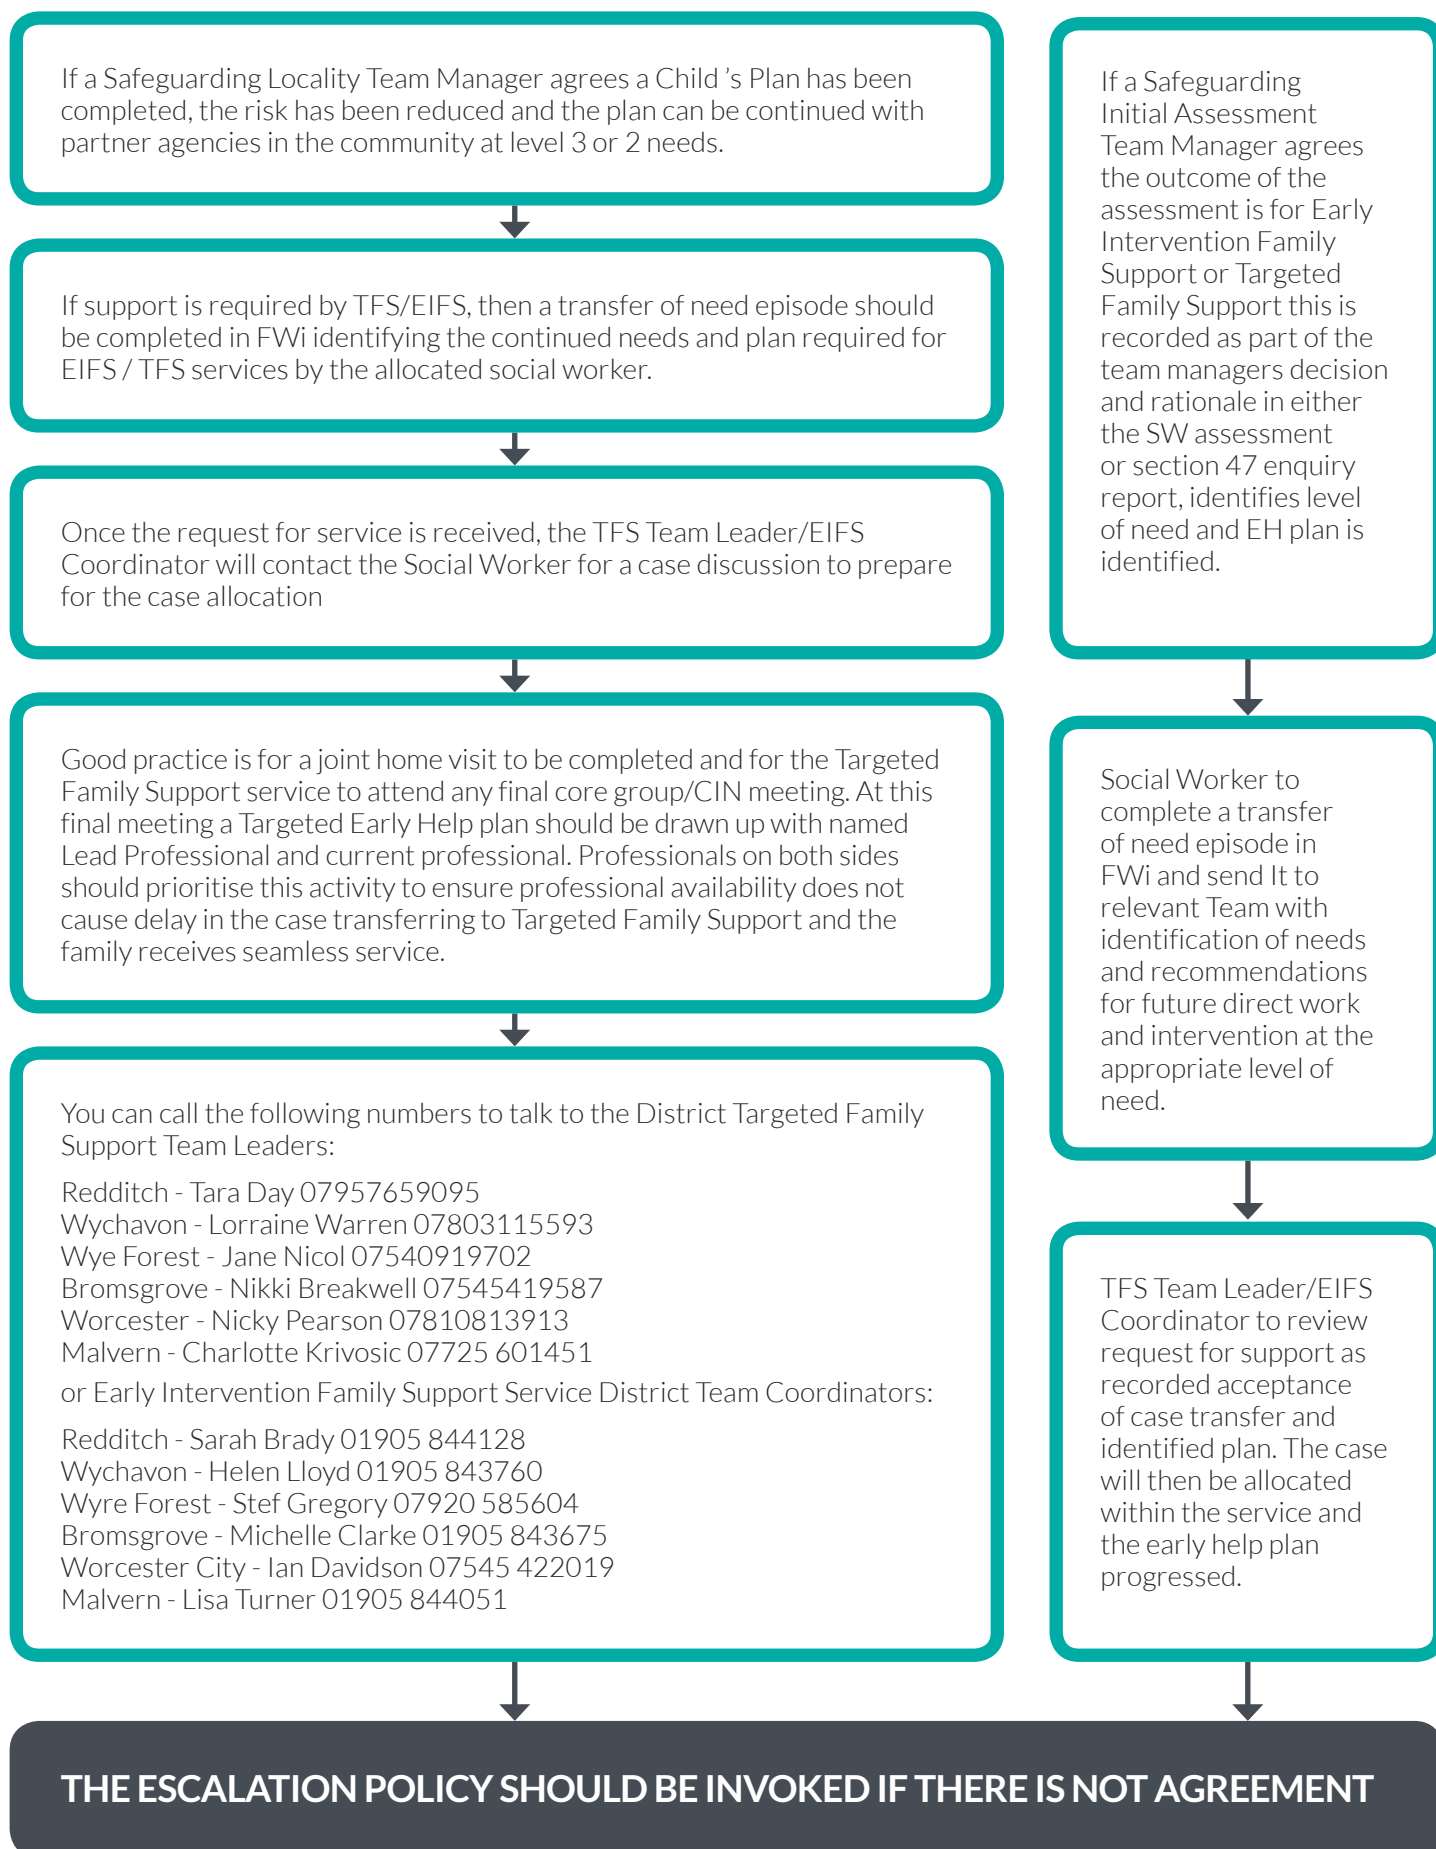 If a Safeguarding Locality Team Manager agrees a Child 's Plan has been
completed, the risk has been reduced and the plan can be continued with
partner agencies in the community at level 3 or 2 needs.
If support is required by TFS/EIFS, then a transfer of need episode should
be completed in FWi identifying the continued needs and plan required for
EIFS / TFS services by the allocated social worker.
Once the request for service is received, the TFS Team Leader/EIFS
Coordinator will contact the Social Worker for a case discussion to prepare
for the case allocation
Good practice is for a joint home visit to be completed and for the Targeted
Family Support service to attend any final core group/CIN meeting. At this
final meeting a Targeted Early Help plan should be drawn up with named
Lead Professional and current professional. Professionals on both sides
should prioritise this activity to ensure professional availability does not
cause delay in the case transferring to Targeted Family Support and the
family receives seamless service.
You can call the following numbers to talk to the District Targeted Family
Support Team Leaders:
Redditch - Tara Day 07957659095
Wychavon - Lorraine Warren 07803115593
Wye Forest - Jane Nicol 07540919702
Bromsgrove - Nikki Breakwell 07545419587
Worcester - Nicky Pearson 07810813913
Malvern - Charlotte Krivosic 07725 601451
or Early Intervention Family Support Service District Team Coordinators:
Redditch - Sarah Brady 01905 844128
Wychavon - Helen Lloyd 01905 843760
Wyre Forest - Stef Gregory 07920 585604
Bromsgrove - Michelle Clarke 01905 843675
Worcester City - Ian Davidson 07545 422019
Malvern - Lisa Turner 01905 844051
If a Safeguarding
Initial Assessment
Team Manager agrees
the outcome of the
assessment is for Early
Intervention Family
Support or Targeted
Family Support this is
recorded as part of the
team managers decision
and rationale in either
the SW assessment
or section 47 enquiry
report, identifies level
of need and EH plan is
identified.
Social Worker to
complete a transfer
of need episode in
FWi and send It to
relevant Team with
identification of needs
and recommendations
for future direct work
and intervention at the
appropriate level of
need.
TFS Team Leader/EIFS
Coordinator to review
request for support as
recorded acceptance
of case transfer and
identified plan. The case
will then be allocated
within the service and
the early help plan
progressed.
THE ESCALATION POLICY SHOULD BE INVOKED IF THERE IS NOT AGREEMENT